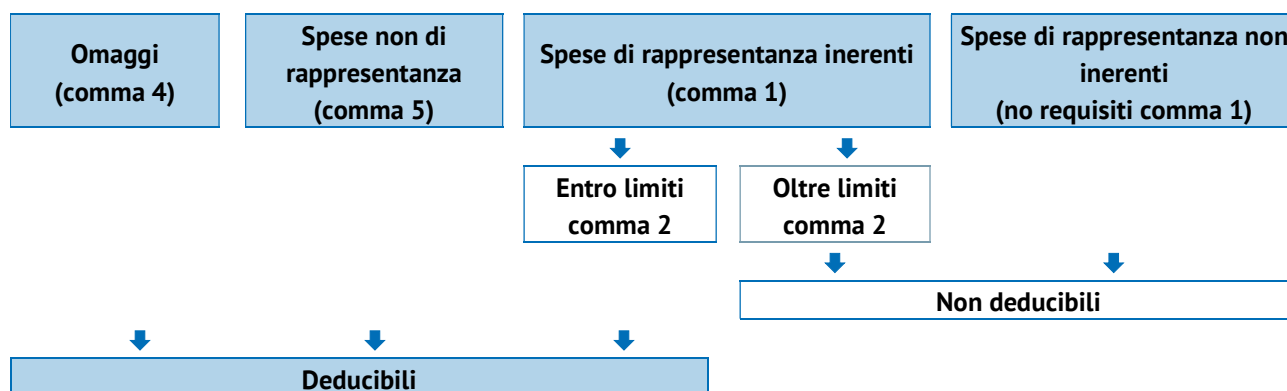 Omaggi
(comma 4)
Spese non di
rappresentanza
(comma 5)
Spese di rappresentanza inerenti
(comma 1)
Spese di rappresentanza non
inerenti
(no requisiti comma 1)
Entro limiti
comma 2
Oltre limiti
comma 2
Non deducibili
Deducibili